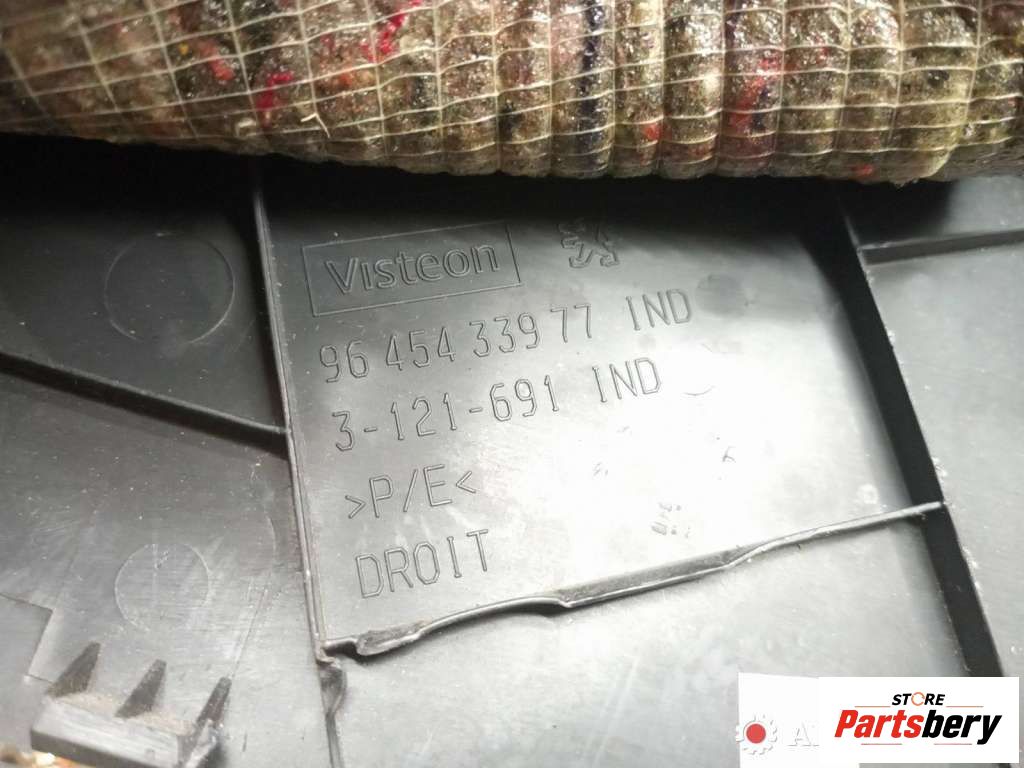 Visteon
96 454 339 77 IND
3-121-691 IND
>P/E<
DROIT
STORE
Partsbery